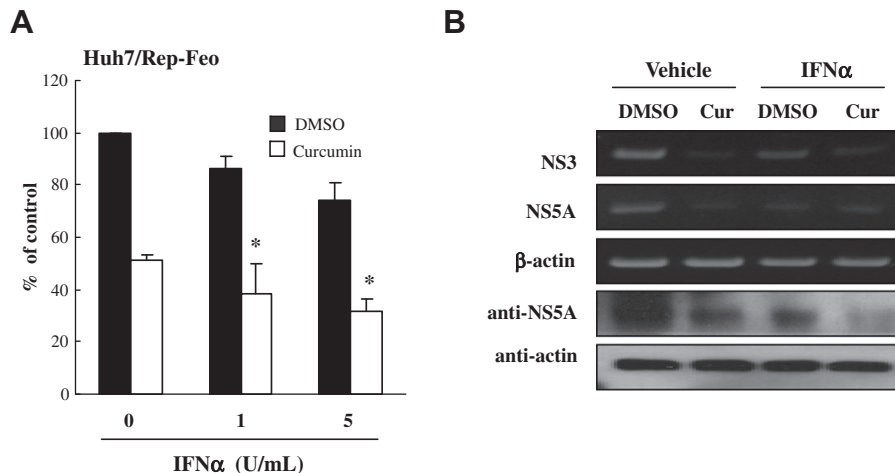 A
Huh7/Rep-Feo
120
100
80
60
40
20
0
% of control
DMSO
Curcumin
*
*
0 1 5
IFNα (U/mL)
B
Vehicle IFNα
DMSO Cur DMSO Cur
NS3
NS5A
β-actin
anti-NS5A
anti-actin